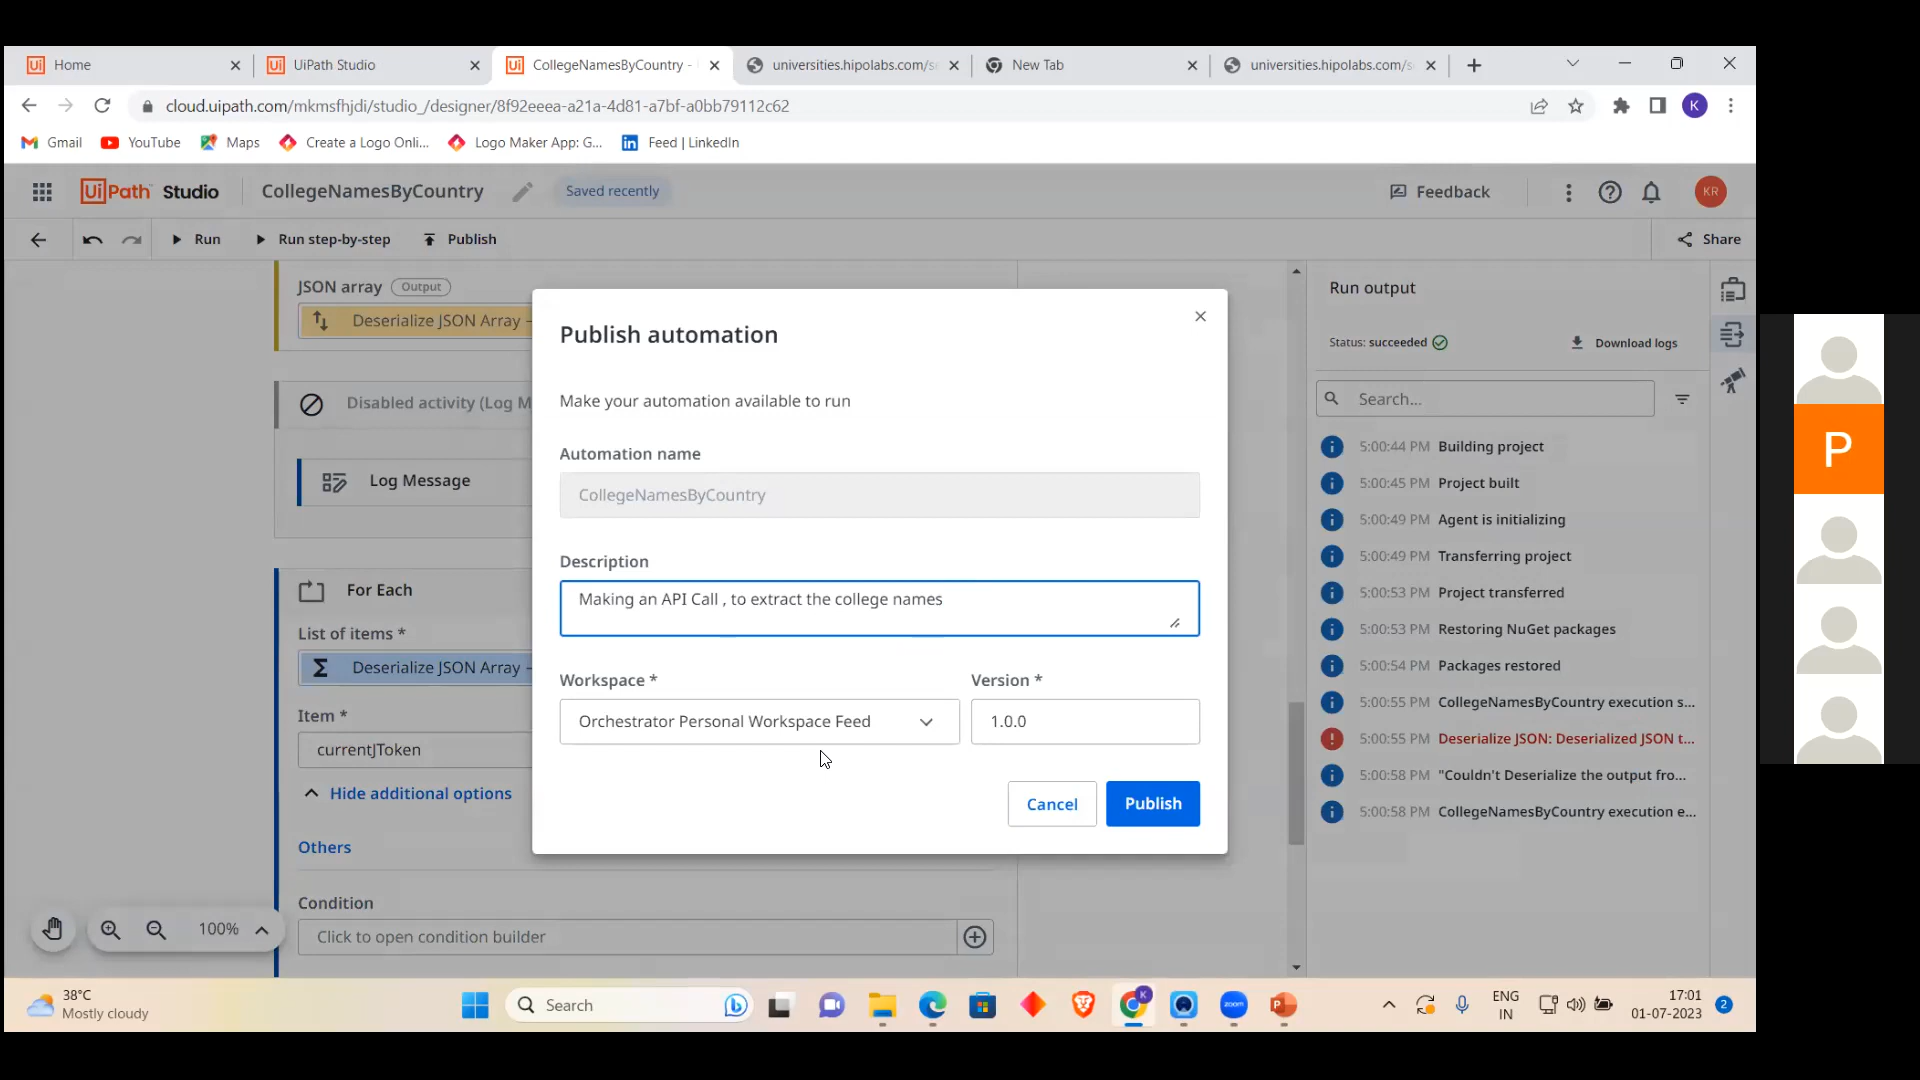 Home
UiPath Studio
CollegeNamesByCountry -
universities.hipolabs.com/se
New Tab
universities.hipolabs.com/s
cloud.uipath.com/mkmsfhjdi/studio_/designer/8f92eeea-a21a-4d81-a7bf-a0bb79112c62
K
Gmail
YouTube
Maps
Create a Logo Onli...
Logo Maker App: G...
Feed | LinkedIn
UiPath Studio
CollegeNamesByCountry
Saved recently
Feedback
KR
Run
Run step-by-step
Publish
Share
JSON array Output
Deserialize JSON Array -
Disabled activity (Log M
Log Message
For Each
List of items *
Deserialize JSON Array -
Item *
currentJToken
Hide additional options
Others
Condition
Click to open condition builder
100%
Publish automation
Make your automation available to run
Automation name
CollegeNamesByCountry
Description
Making an API Call , to extract the college names
Workspace *
Version *
Orchestrator Personal Workspace Feed
1.0.0
Cancel
Publish
Run output
Status: succeeded
Download logs
Search...
5:00:44 PM Building project
5:00:45 PM Project built
5:00:49 PM Agent is initializing
5:00:49 PM Transferring project
5:00:53 PM Project transferred
5:00:53 PM Restoring NuGet packages
5:00:54 PM Packages restored
5:00:55 PM CollegeNamesByCountry execution s...
5:00:55 PM Deserialize JSON: Deserialized JSON t...
5:00:58 PM "Couldn't Deserialize the output fro...
5:00:58 PM CollegeNamesByCountry execution e...
P
38°C
Mostly cloudy
Search
K
zoom
ENG
IN
17:01
01-07-2023
2